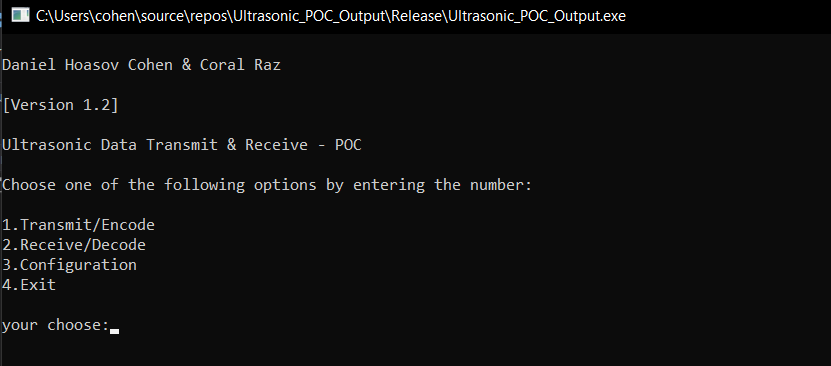 C:\Users\cohen\source\repos\Ultrasonic_POC_Output\Release\Ultrasonic_POC_Output.exe
Daniel Hoasov Cohen & Coral Raz
[Version 1.2]
Ultrasonic Data Transmit & Receive - POC
Choose one of the following options by entering the number:
1.Transmit/Encode
2.Receive/Decode
3.Configuration
4.Exit
your choose: